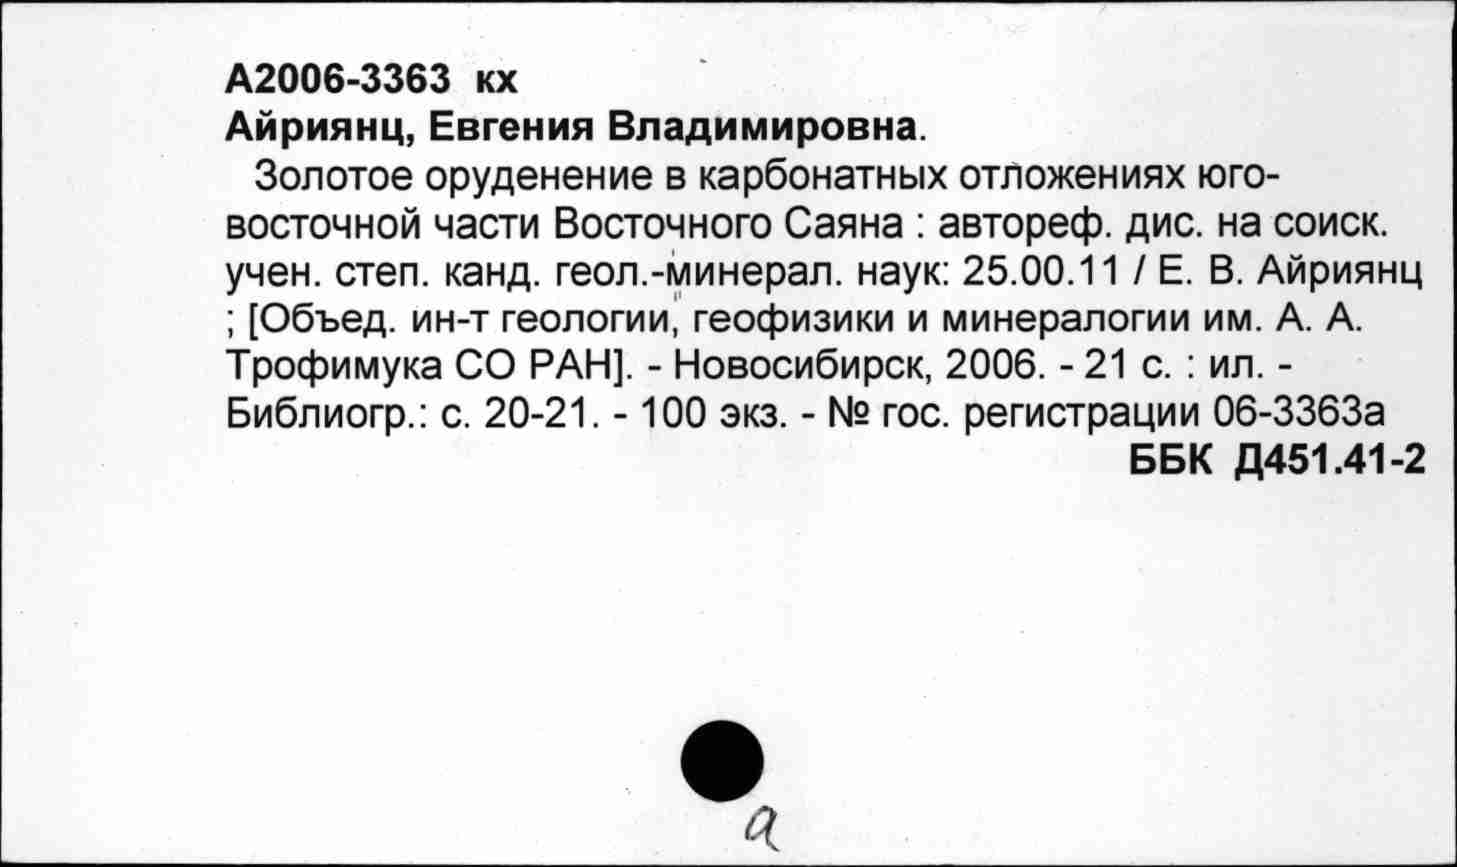 А2006-3363 кх
Айриянц, Евгения Владимировна.
Золотое оруденение в карбонатных отложениях юго-
восточной части Восточного Саяна : автореф. дис. на соиск.
учен. степ. канд. геол.-минерал. наук: 25.00.11 / Е. В. Айриянц
; [Объед. ин-т геологии, геофизики и минералогии им. А. А.
Трофимука СО РАН]. - Новосибирск, 2006. - 21 с. : ил. -
Библиогр.: с. 20-21. - 100 экз. - № гос. регистрации 06-3363а
ББК Д451.41-2
а